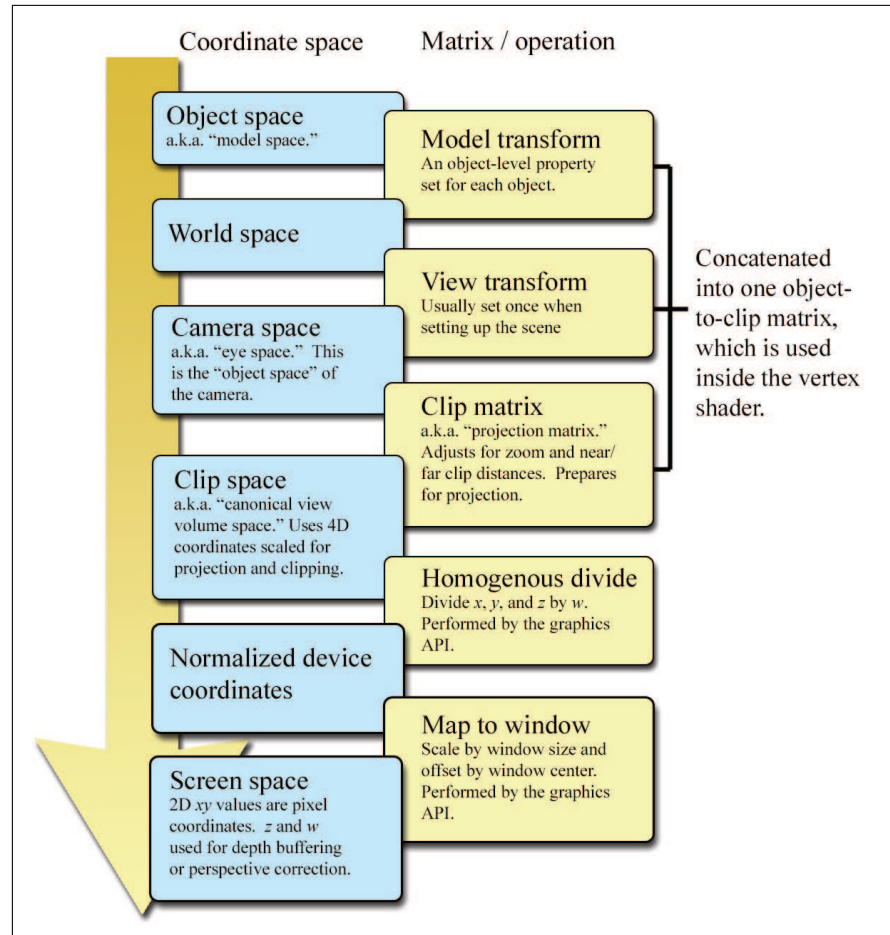 Coordinate space
Matrix / operation
Object space
a.k.a. “model space.”
Model transform
An object-level property
set for each object.
World space
View transform
Usually set once when
setting up the scene
Camera space
a.k.a. “eye space.” This
is the “object space” of
the camera.
Clip matrix
a.k.a. “projection matrix.”
Adjusts for zoom and near/
far clip distances. Prepares
for projection.
Clip space
a.k.a. “canonical view
volume space.” Uses 4D
coordinates scaled for
projection and clipping.
Homogenous divide
Divide x, y, and z by w.
Performed by the graphics
API.
Normalized device
coordinates
Map to window
Scale by window size and
offset by window center.
Performed by the graphics
API.
Screen space
2D xy values are pixel
coordinates. z and w
used for depth buffering
or perspective correction.
Concatenated
into one object-
to-clip matrix,
which is used
inside the vertex
shader.